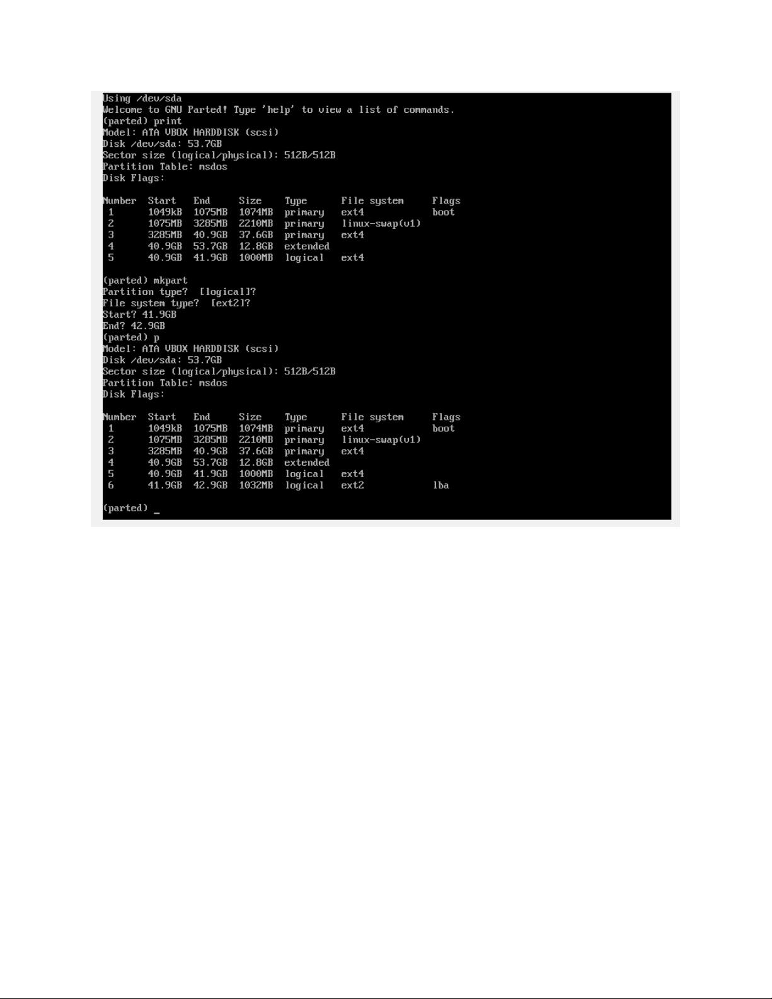 Using /dev/sda
Welcome to GNU Parted! Type 'help' to view a list of commands.
(parted) print
Model: ATA VBOX HARDDISK (scsi)
Disk /dev/sda: 53.7GB
Sector size (logical/physical): 512B/512B
Partition Table: msdos
Disk Flags:
Number  Start   End     Size    Type      File system     Flags
 1      1049kB  1075MB  1074MB  primary   ext4            boot
 2      1075MB  3285MB  2210MB  primary   linux-swap(v1)
 3      3285MB  40.9GB  37.6GB  primary   ext4
 4      40.9GB  53.7GB  12.8GB  extended
 5      40.9GB  41.9GB  1000MB  logical   ext4
(parted) mkpart
Partition type?  [logical]?
File system type?  [ext2]?
Start? 41.9GB
End? 42.9GB
(parted) p
Model: ATA VBOX HARDDISK (scsi)
Disk /dev/sda: 53.7GB
Sector size (logical/physical): 512B/512B
Partition Table: msdos
Disk Flags:
Number  Start   End     Size    Type      File system     Flags
 1      1049kB  1075MB  1074MB  primary   ext4            boot
 2      1075MB  3285MB  2210MB  primary   linux-swap(v1)
 3      3285MB  40.9GB  37.6GB  primary   ext4
 4      40.9GB  53.7GB  12.8GB  extended
 5      40.9GB  41.9GB  1000MB  logical   ext4
 6      41.9GB  42.9GB  1032MB  logical   ext2            lba
(parted) _